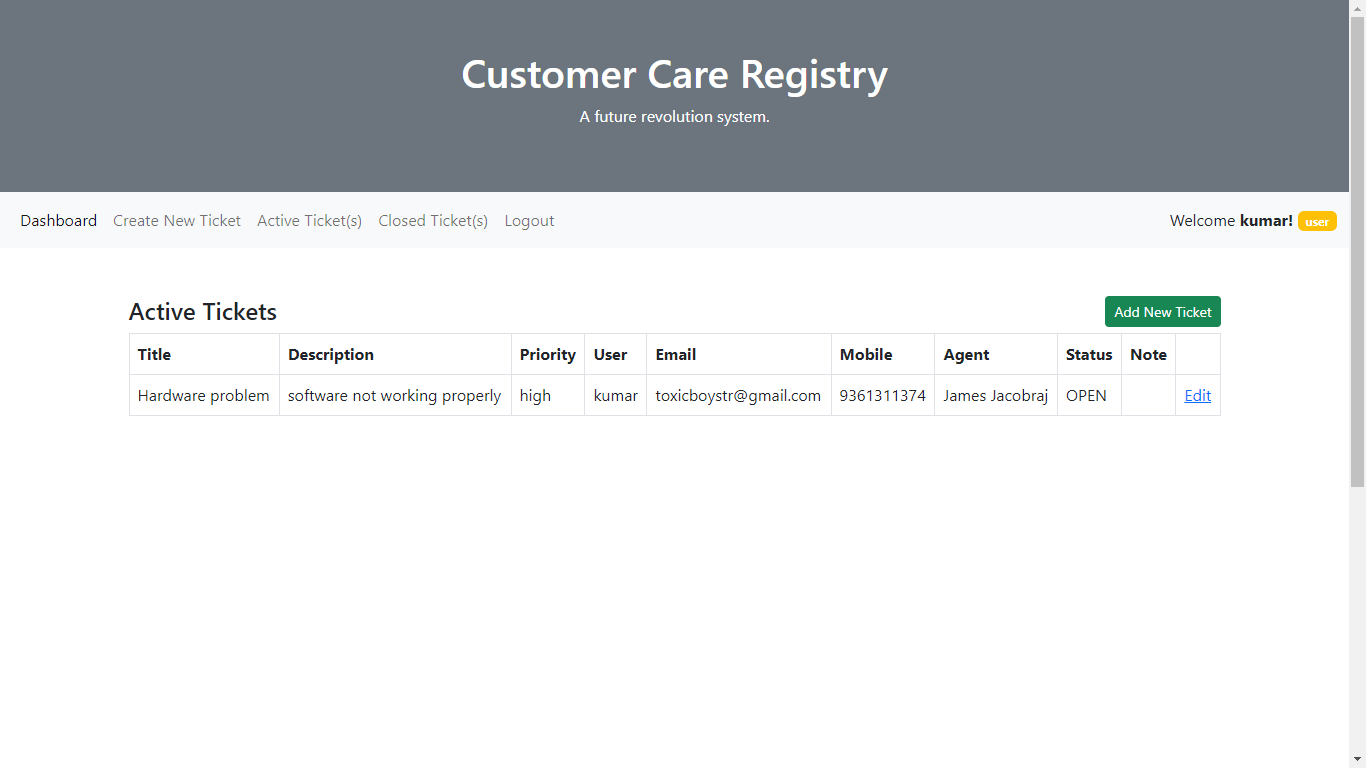 Customer Care Registry
A future revolution system.
Dashboard Create New Ticket Active Ticket(s) Closed Ticket(s) Logout Welcome kumar! user
Active Tickets Add New Ticket
Title Description Priority User Email Mobile Agent Status Note
Hardware problem software not working properly high kumar toxicboystr@gmail.com 9361311374 James Jacobraj OPEN Edit